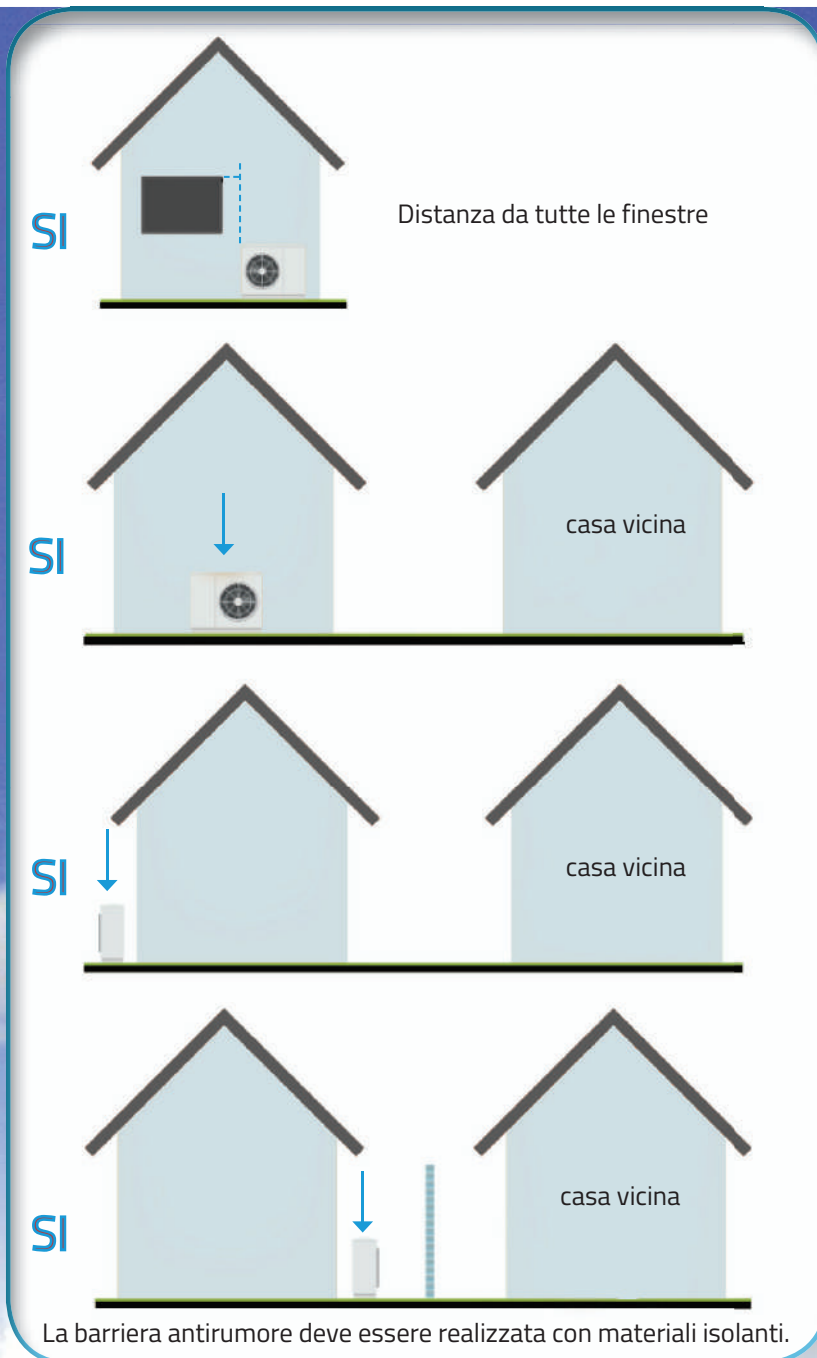 SI
Distanza da tutte le finestre
SI
casa vicina
SI
casa vicina
SI
casa vicina
La barriera antirumore deve essere realizzata con materiali isolanti.